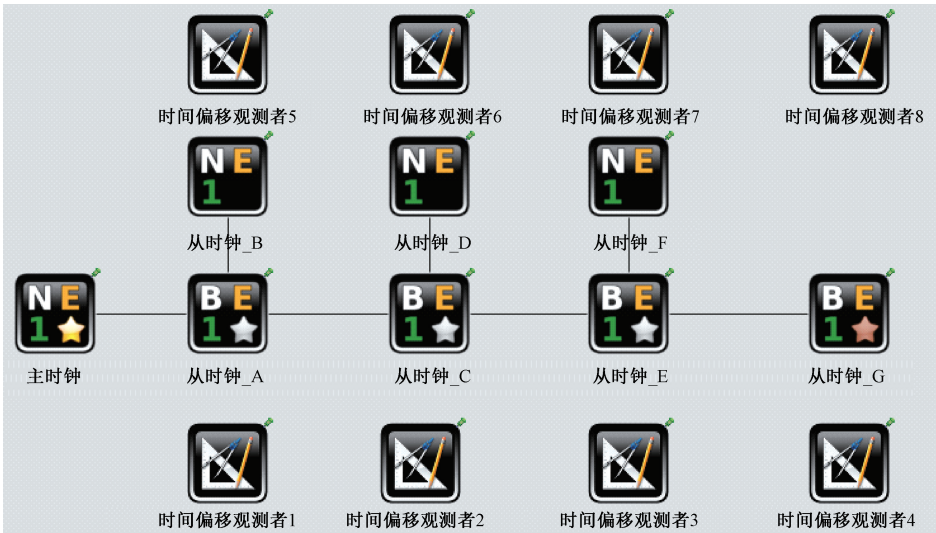 时间偏移观测者5 时间偏移观测者6 时间偏移观测者7 时间偏移观测者8
N E N E N E
1 1 1
从时钟_B 从时钟_D 从时钟_F
N E B E B E B E B E
1 1 1 1 1
主时钟 从时钟_A 从时钟_C 从时钟_E 从时钟_G
时间偏移观测者1 时间偏移观测者2 时间偏移观测者3 时间偏移观测者4